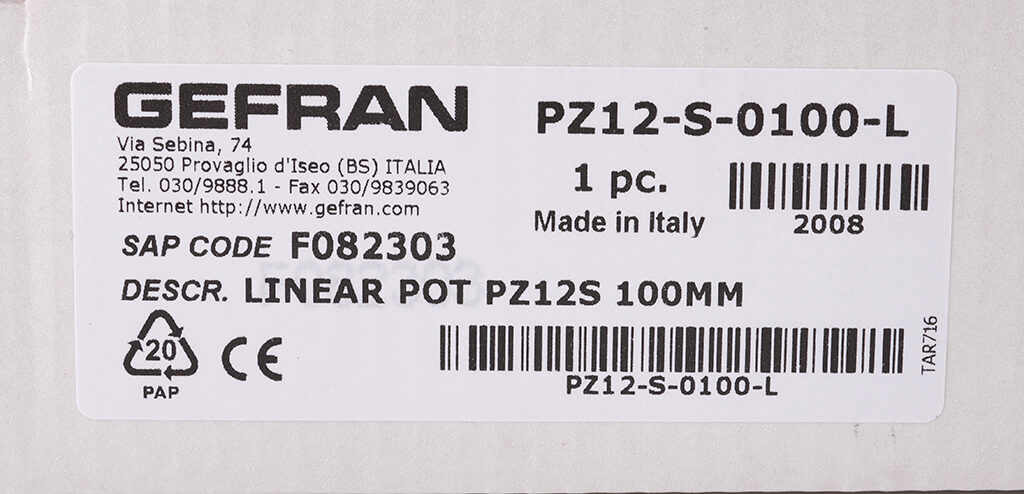 GEFRAN
Via Sebina, 74
25050 Provaglio d'Iseo (BS) ITALIA
Tel. 030/9888.1 - Fax 030/9839063
Internet http://www.gefran.com
SAP CODE F082303
DESCR. LINEAR POT PZ12S 100MM
PZ12-S-0100-L
1 pc.
Made in Italy
2008
20
PAP
CE
PZ12-S-0100-L
TAR716